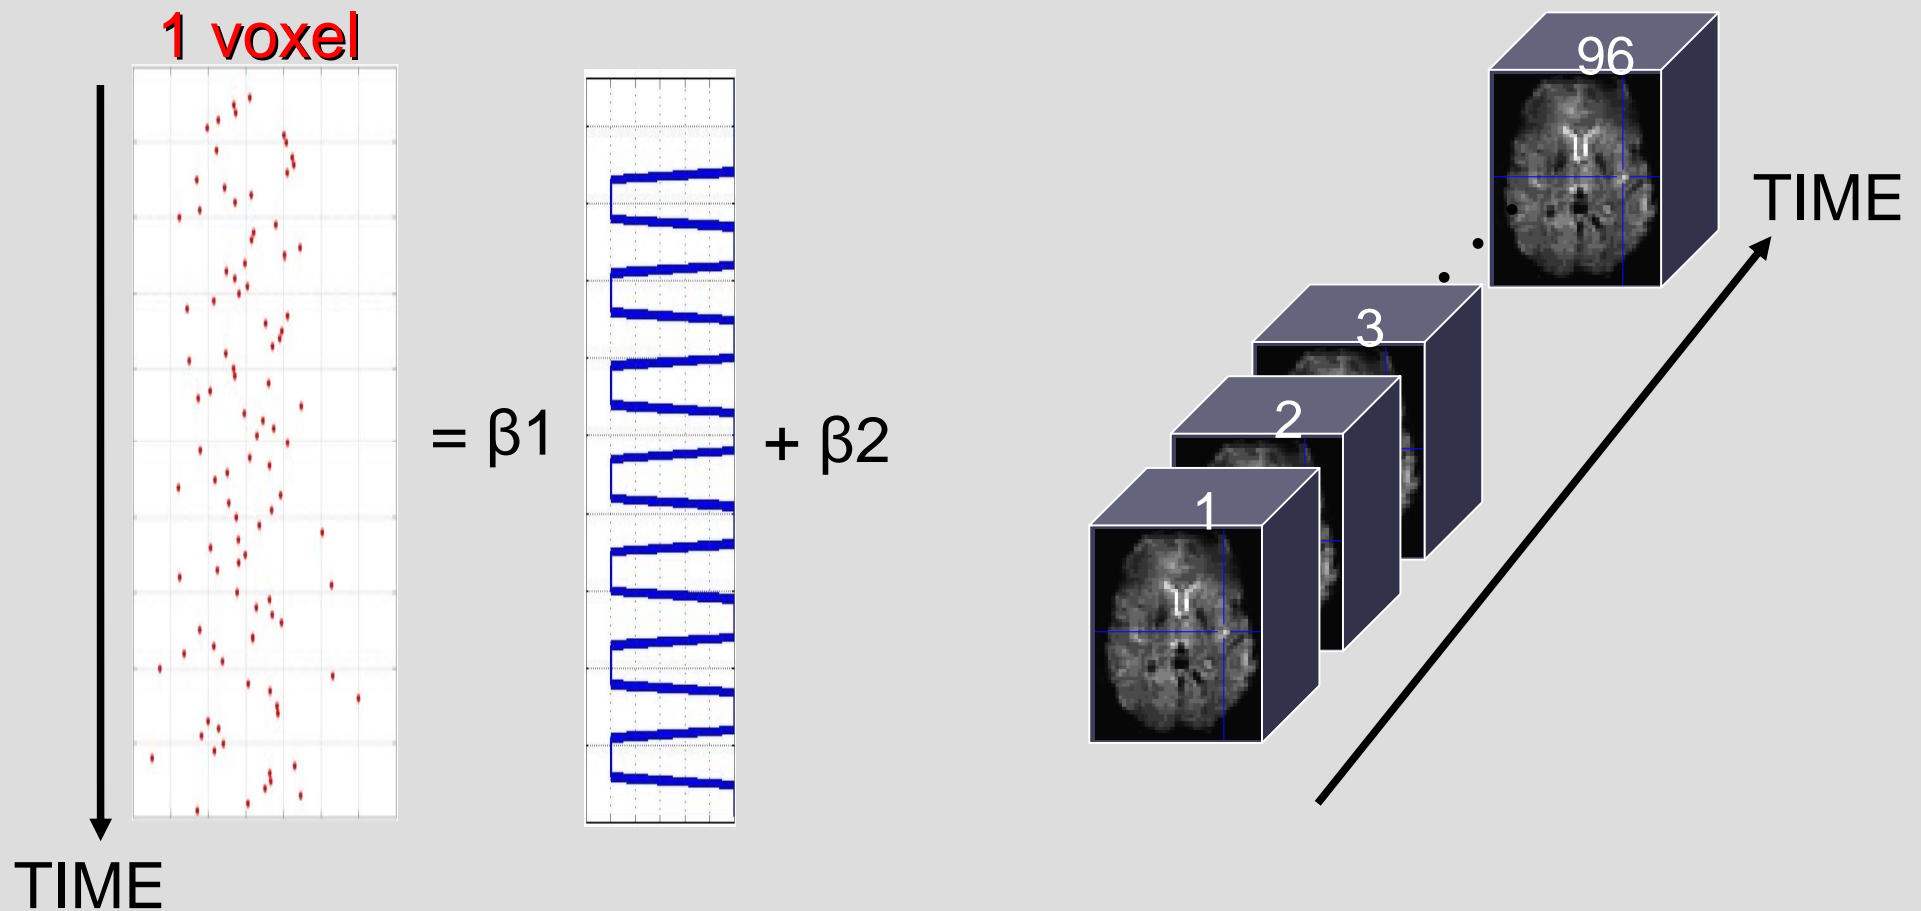 1 voxel
TIME
= β1
+ β2
1
2
3
96
TIME